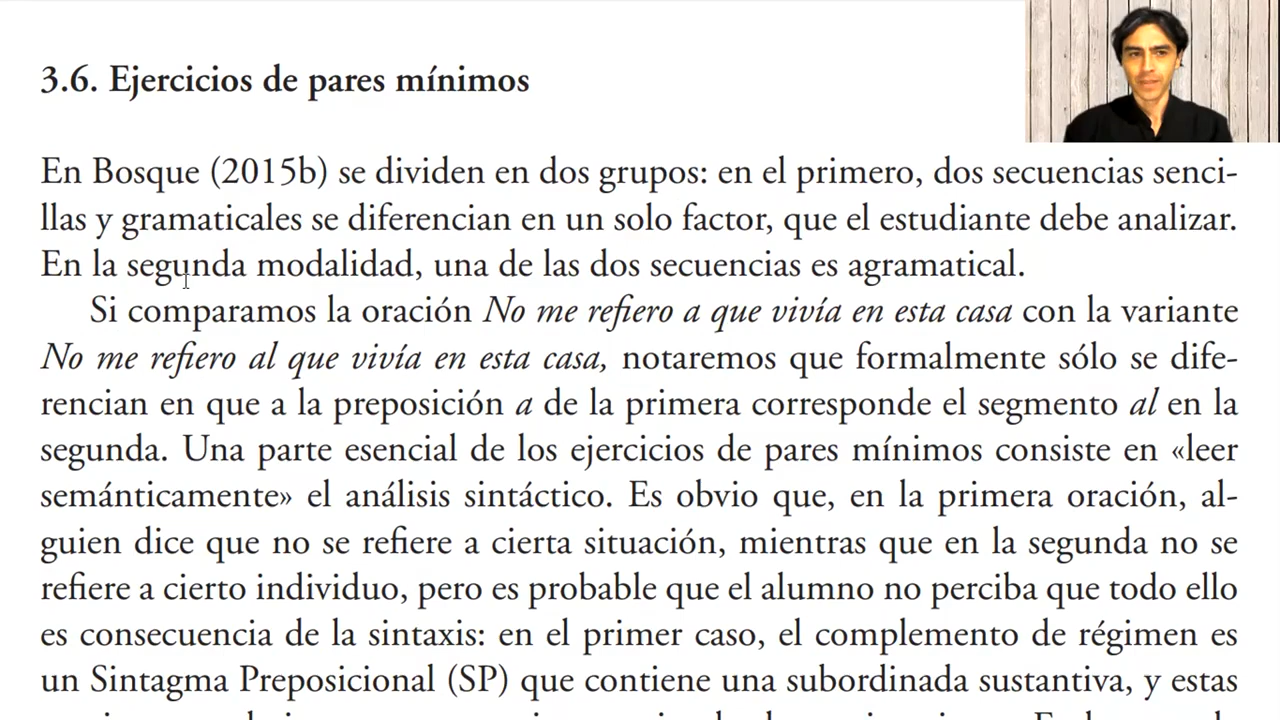 3.6. Ejercicios de pares mínimos
En Bosque (2015b) se dividen en dos grupos: en el primero, dos secuencias senci-
llas y gramaticales se diferencian en un solo factor, que el estudiante debe analizar.
En la segunda modalidad, una de las dos secuencias es agramatical.
Si comparamos la oración No me refiero a que vivía en esta casa con la variante
No me refiero al que vivía en esta casa, notaremos que formalmente sólo se dife-
rencian en que a la preposición a de la primera corresponde el segmento al en la
segunda. Una parte esencial de los ejercicios de pares mínimos consiste en «leer
semánticamente» el análisis sintáctico. Es obvio que, en la primera oración, al-
guien dice que no se refiere a cierta situación, mientras que en la segunda no se
refiere a cierto individuo, pero es probable que el alumno no perciba que todo ello
es consecuencia de la sintaxis: en el primer caso, el complemento de régimen es
un Sintagma Preposicional (SP) que contiene una subordinada sustantiva, y estas